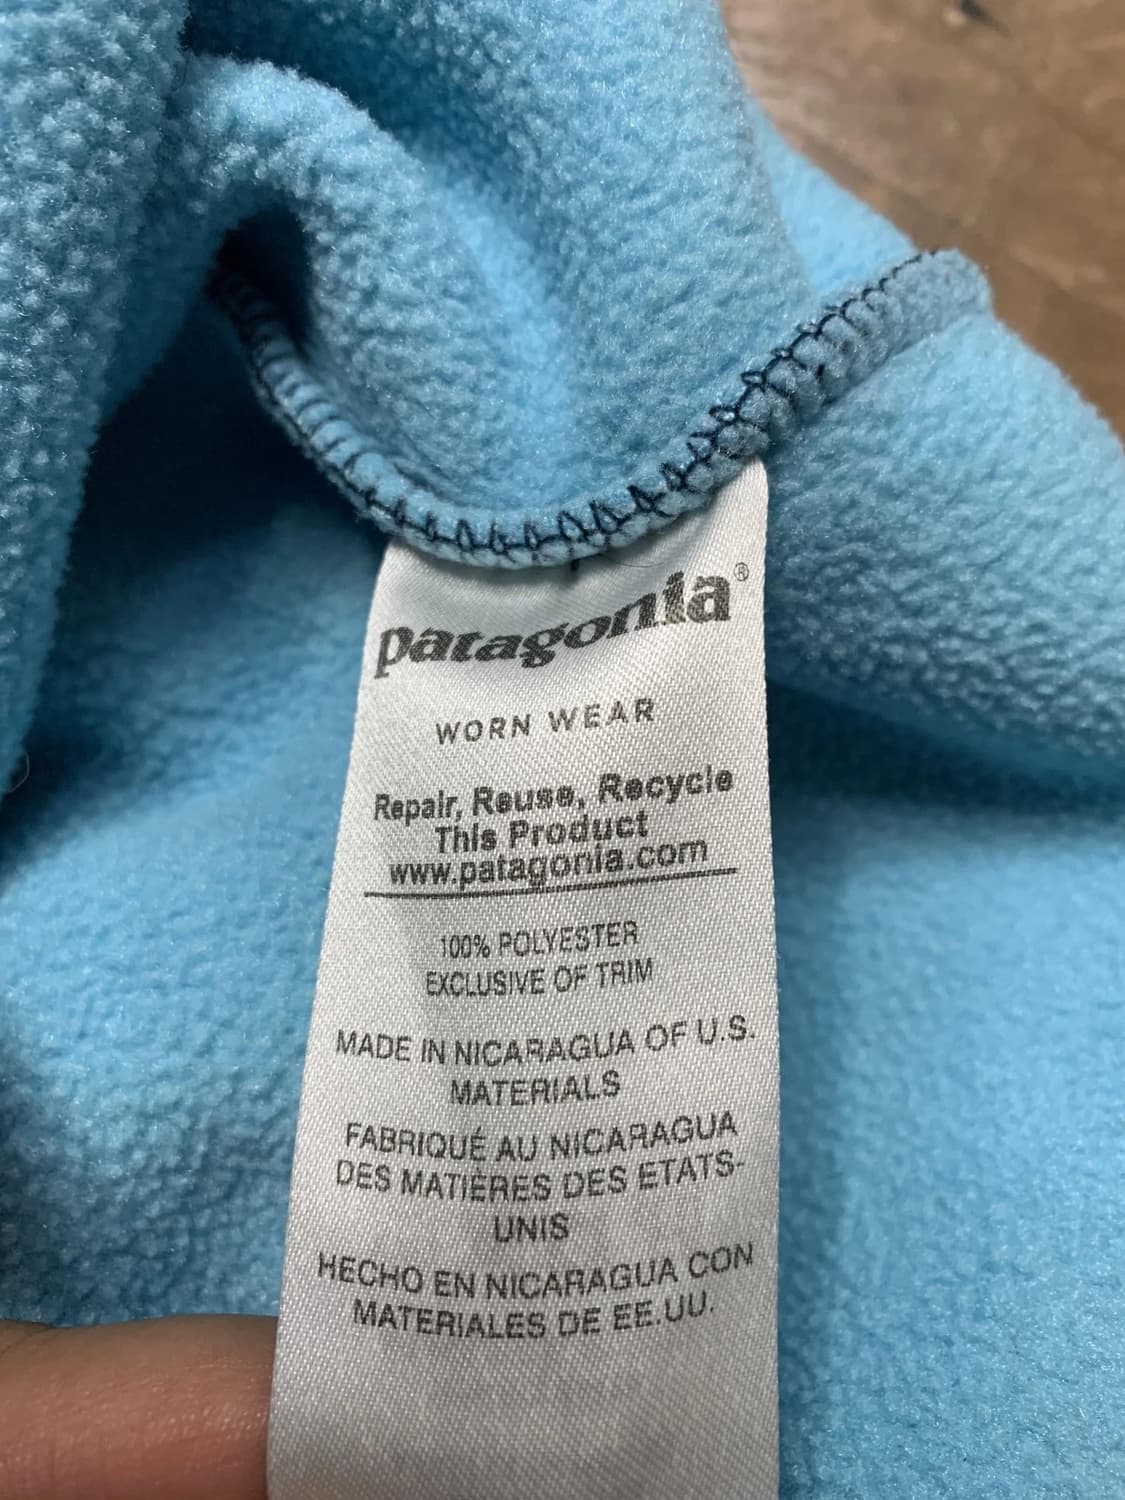 patagonia®
WORN WEAR
Repair, Reuse, Recycle
This Product
www.patagonia.com
100% POLYESTER
EXCLUSIVE OF TRIM
MADE IN NICARAGUA OF U.S.
MATERIALS
FABRIQUÉ AU NICARAGUA
DES MATIÈRES DES ETATS-
UNIS
HECHO EN NICARAGUA CON
MATERIALES DE EE.UU.